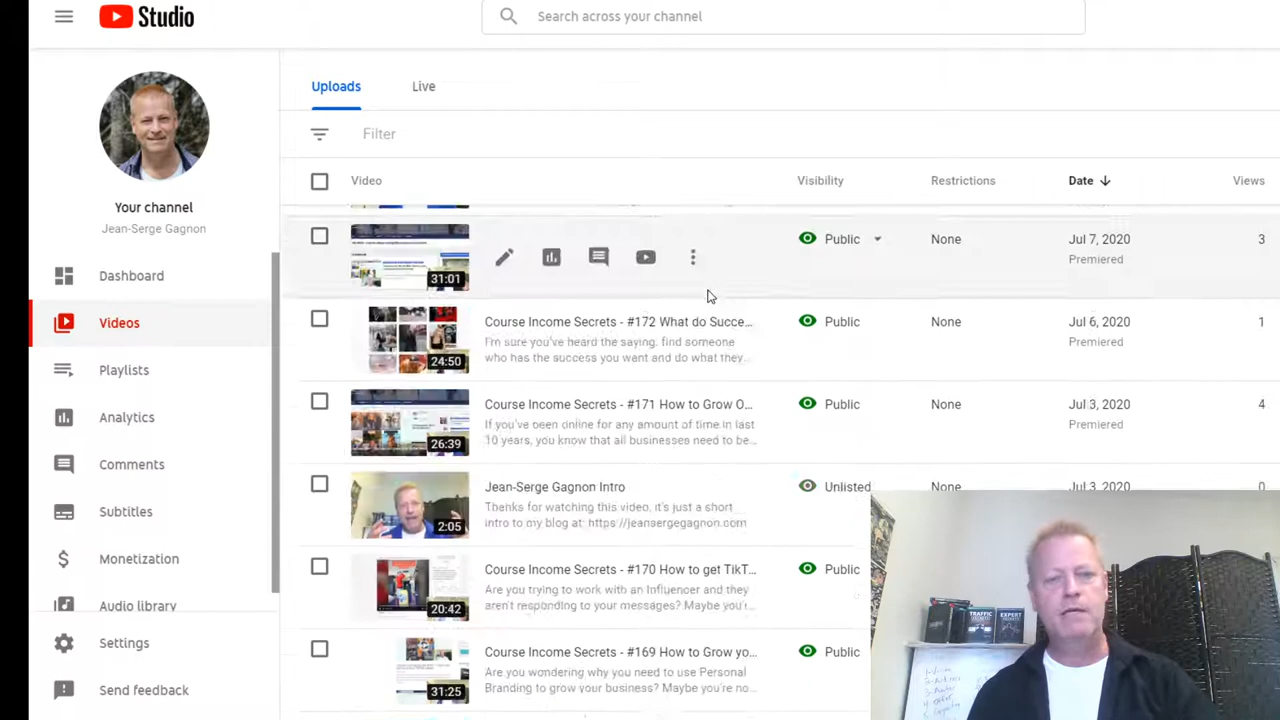 Studio
Search across your channel
Your channel
Jean-Serge Gagnon
Dashboard
Videos
Playlists
Analytics
Comments
Subtitles
Monetization
Audio library
Settings
Send feedback
Uploads
Live
Filter
Video
Visibility
Restrictions
Date
Views
31:01
Public
None
Jul 7, 2020
Premiered
3
24:50
Course Income Secrets - #172 What do Succe...
I'm sure you've heard the saying. find someone
who has the success you want and do what they...
Public
None
Jul 6, 2020
Premiered
1
26:39
Course Income Secrets - #171 How to Grow O...
If you've been online for any amount of time in last
10 years, you know that all businesses need to be...
Public
None
Jul 3, 2020
Premiered
4
2:05
Jean-Serge Gagnon Intro
Thanks for watching this video, it's just a short
intro to my blog at: https://jeansergegagnon.com
Unlisted
None
Jul 3, 2020
0
20:42
Course Income Secrets - #170 How to get TikT...
Are you trying to work with an Influencer and they
aren't responding to your messages? Maybe you'r...
Public
31:25
Course Income Secrets - #169 How to Grow yo...
Are you wondering why you need to use Personal
Branding to grow your business? Maybe you're no...
Public
TRAFFIC
EXPERT